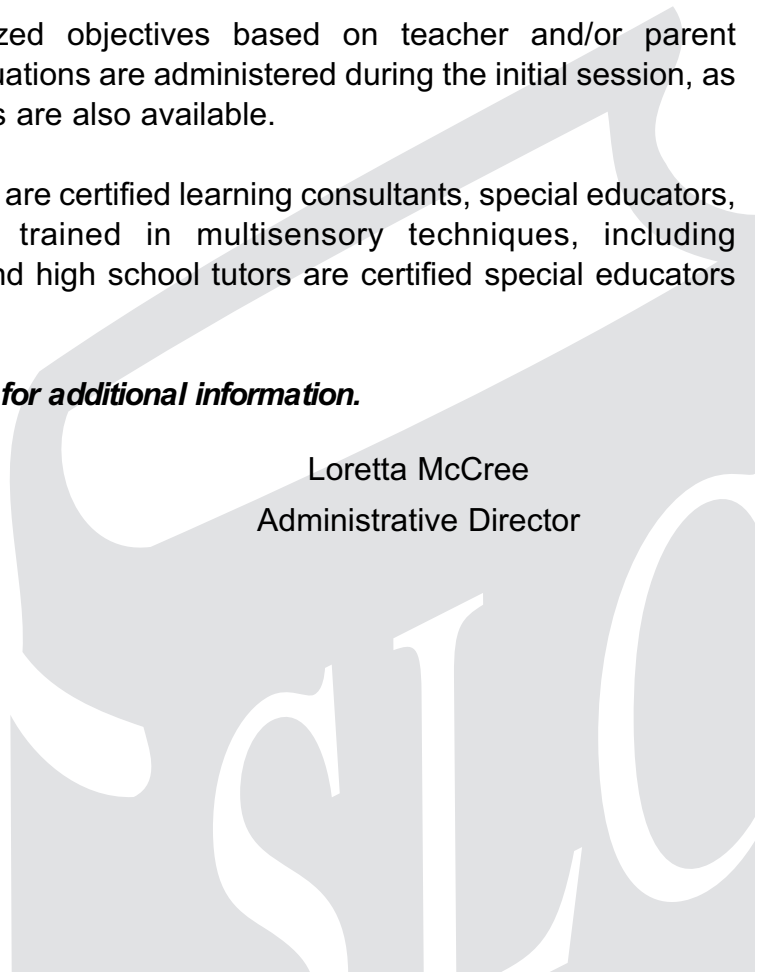 zed objectives based on teacher and/or parent
uations are administered during the initial session, as
s are also available.
are certified learning consultants, special educators,
trained in multisensory techniques, including
nd high school tutors are certified special educators
for additional information.
Loretta McCree
Administrative Director
SLC